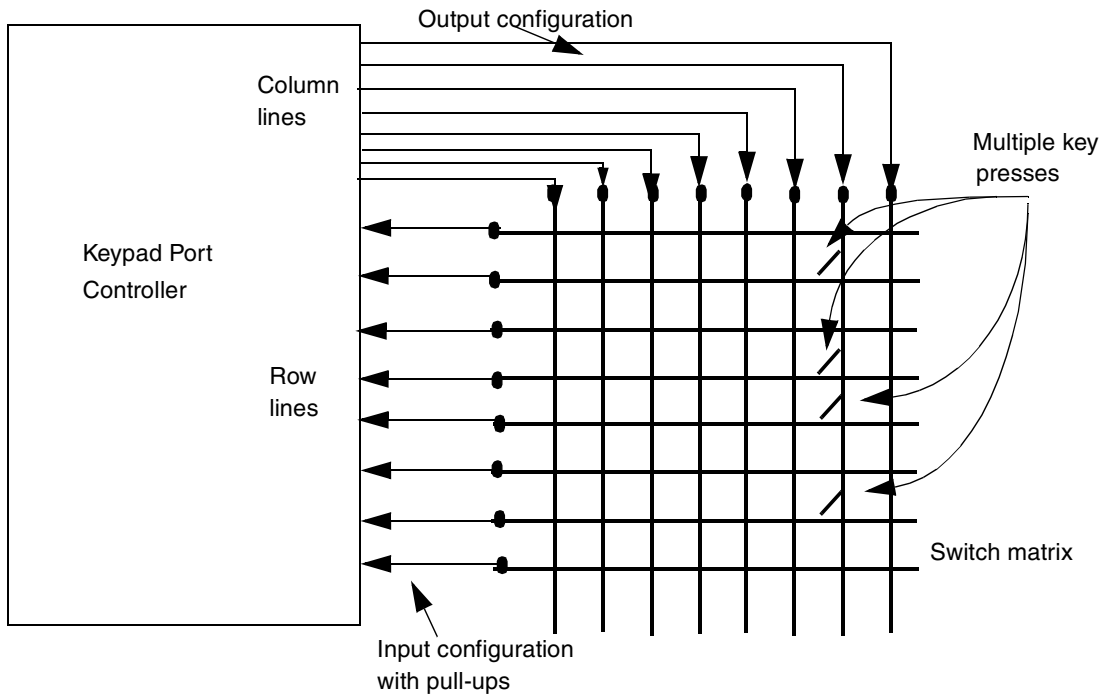 Output configuration
Column
lines
Multiple key
presses
Keypad Port
Controller
Row
lines
Switch matrix
Input configuration
with pull-ups